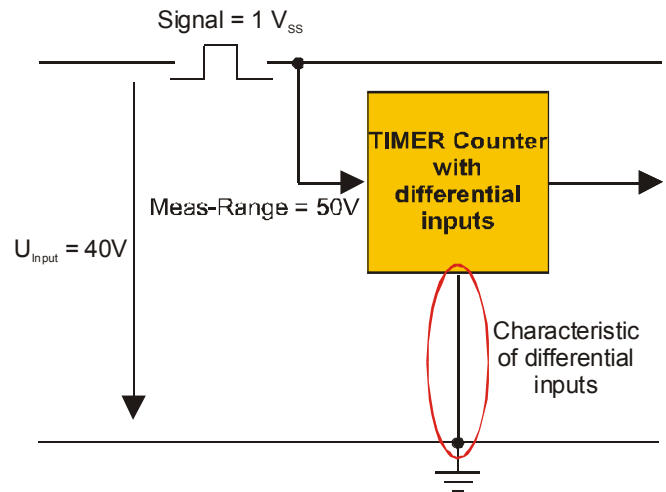 Signal = 1 Vss
TIMER Counter
with
differential
inputs
Meas-Range = 50V
UInput = 40V
Characteristic
of differential
inputs